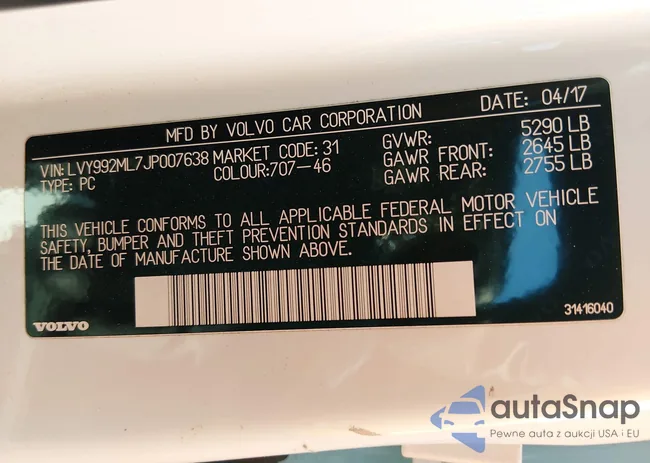 MFD BY VOLVO CAR CORPORATION DATE: 04/17
VIN: LVY992ML7JP007638 MARKET CODE: 31 GVWR: 5290 LB
TYPE: PC COLOUR:707-46 GAWR FRONT: 2645 LB
GAWR REAR: 2755 LB
THIS VEHICLE CONFORMS TO ALL APPLICABLE FEDERAL MOTOR VEHICLE
SAFETY, BUMPER AND THEFT PREVENTION STANDARDS IN EFFECT ON
THE DATE OF MANUFACTURE SHOWN ABOVE.
VOLVO
31416040
autaSnap
Pewne auta z aukcji USA i EU